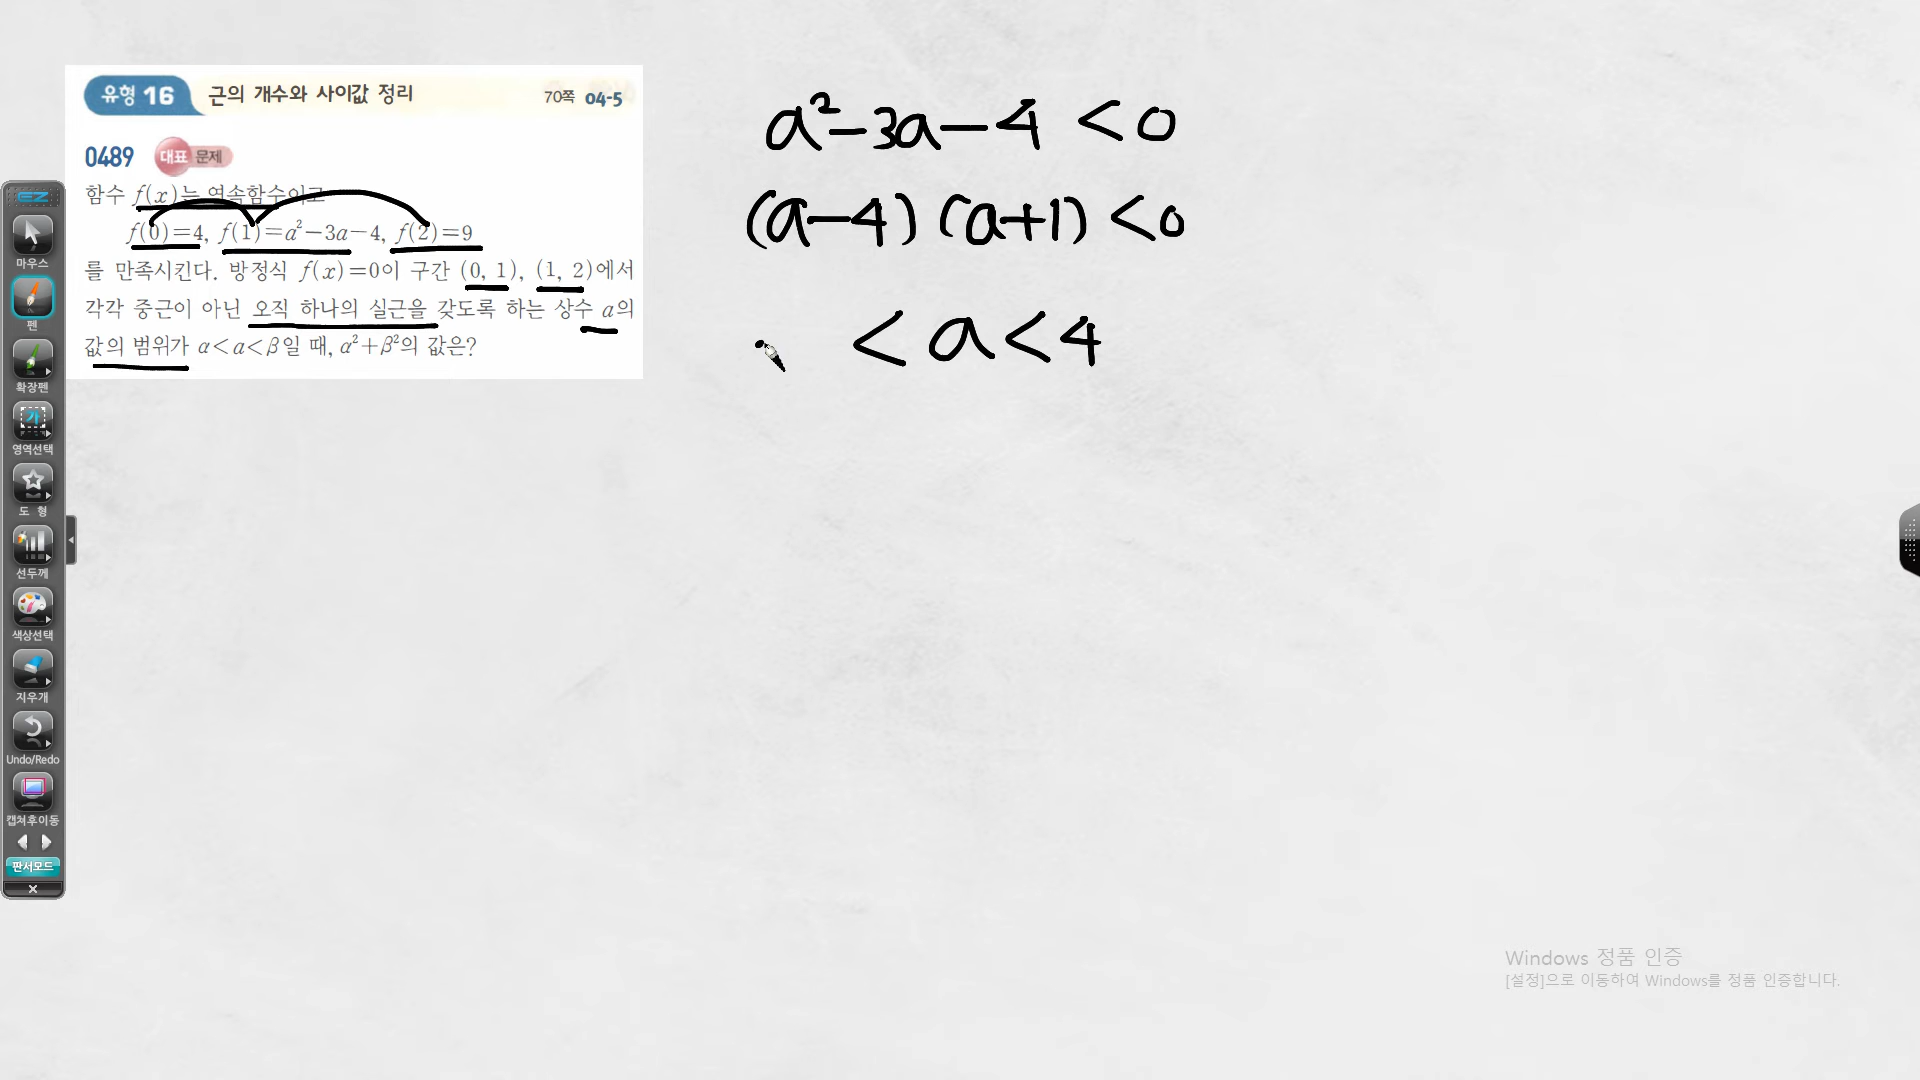 유형 16 근의 개수와 사이값 정리 70쪽 04-5
0489 대표 문제
함수 f(x)는 연속함수이고
f(0)=4, f(1)=a²-3a-4, f(2)=9
를 만족시킨다. 방정식 f(x)=0이 구간 (0, 1), (1, 2)에서
각각 중근이 아닌 오직 하나의 실근을 갖도록 하는 상수 a의
값의 범위가 α<a<β일 때, α²+β²의 값은?
a²-3a-4 <0
(a-4)(a+1)<0
<a<4
EZ
마우스
펜
확장펜
가
영역선택
도 형
선두께
색상선택
지우개
Undo/Redo
캡쳐후이동
판서모드
x
Windows 정품 인증
[설정]으로 이동하여 Windows를 정품 인증합니다.